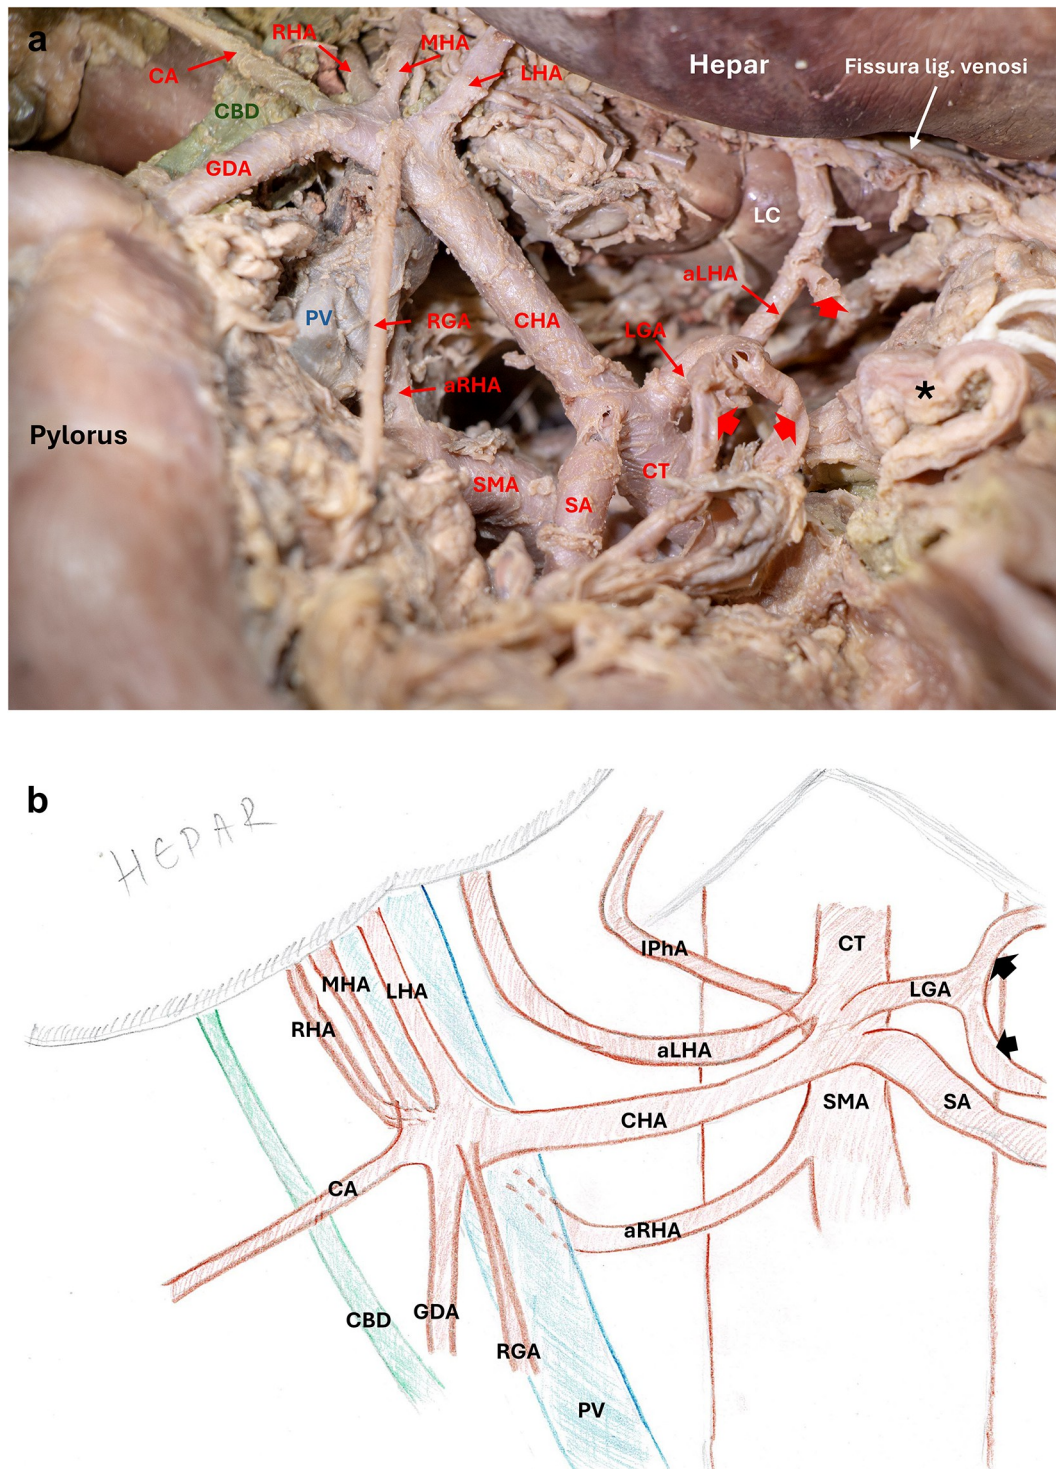 a
RHA
MHA
CA
LHA
Hepar
Fissura lig. venosi
CBD
GDA
LC
aLHA
PV
RGA
CHA
LGA
aRHA
*
Pylorus
SMA
SA
CT
b
HEPAR
IPhA
CT
MHA
LHA
LGA
RHA
aLHA
CHA
SMA
SA
CA
aRHA
CBD
GDA
RGA
PV